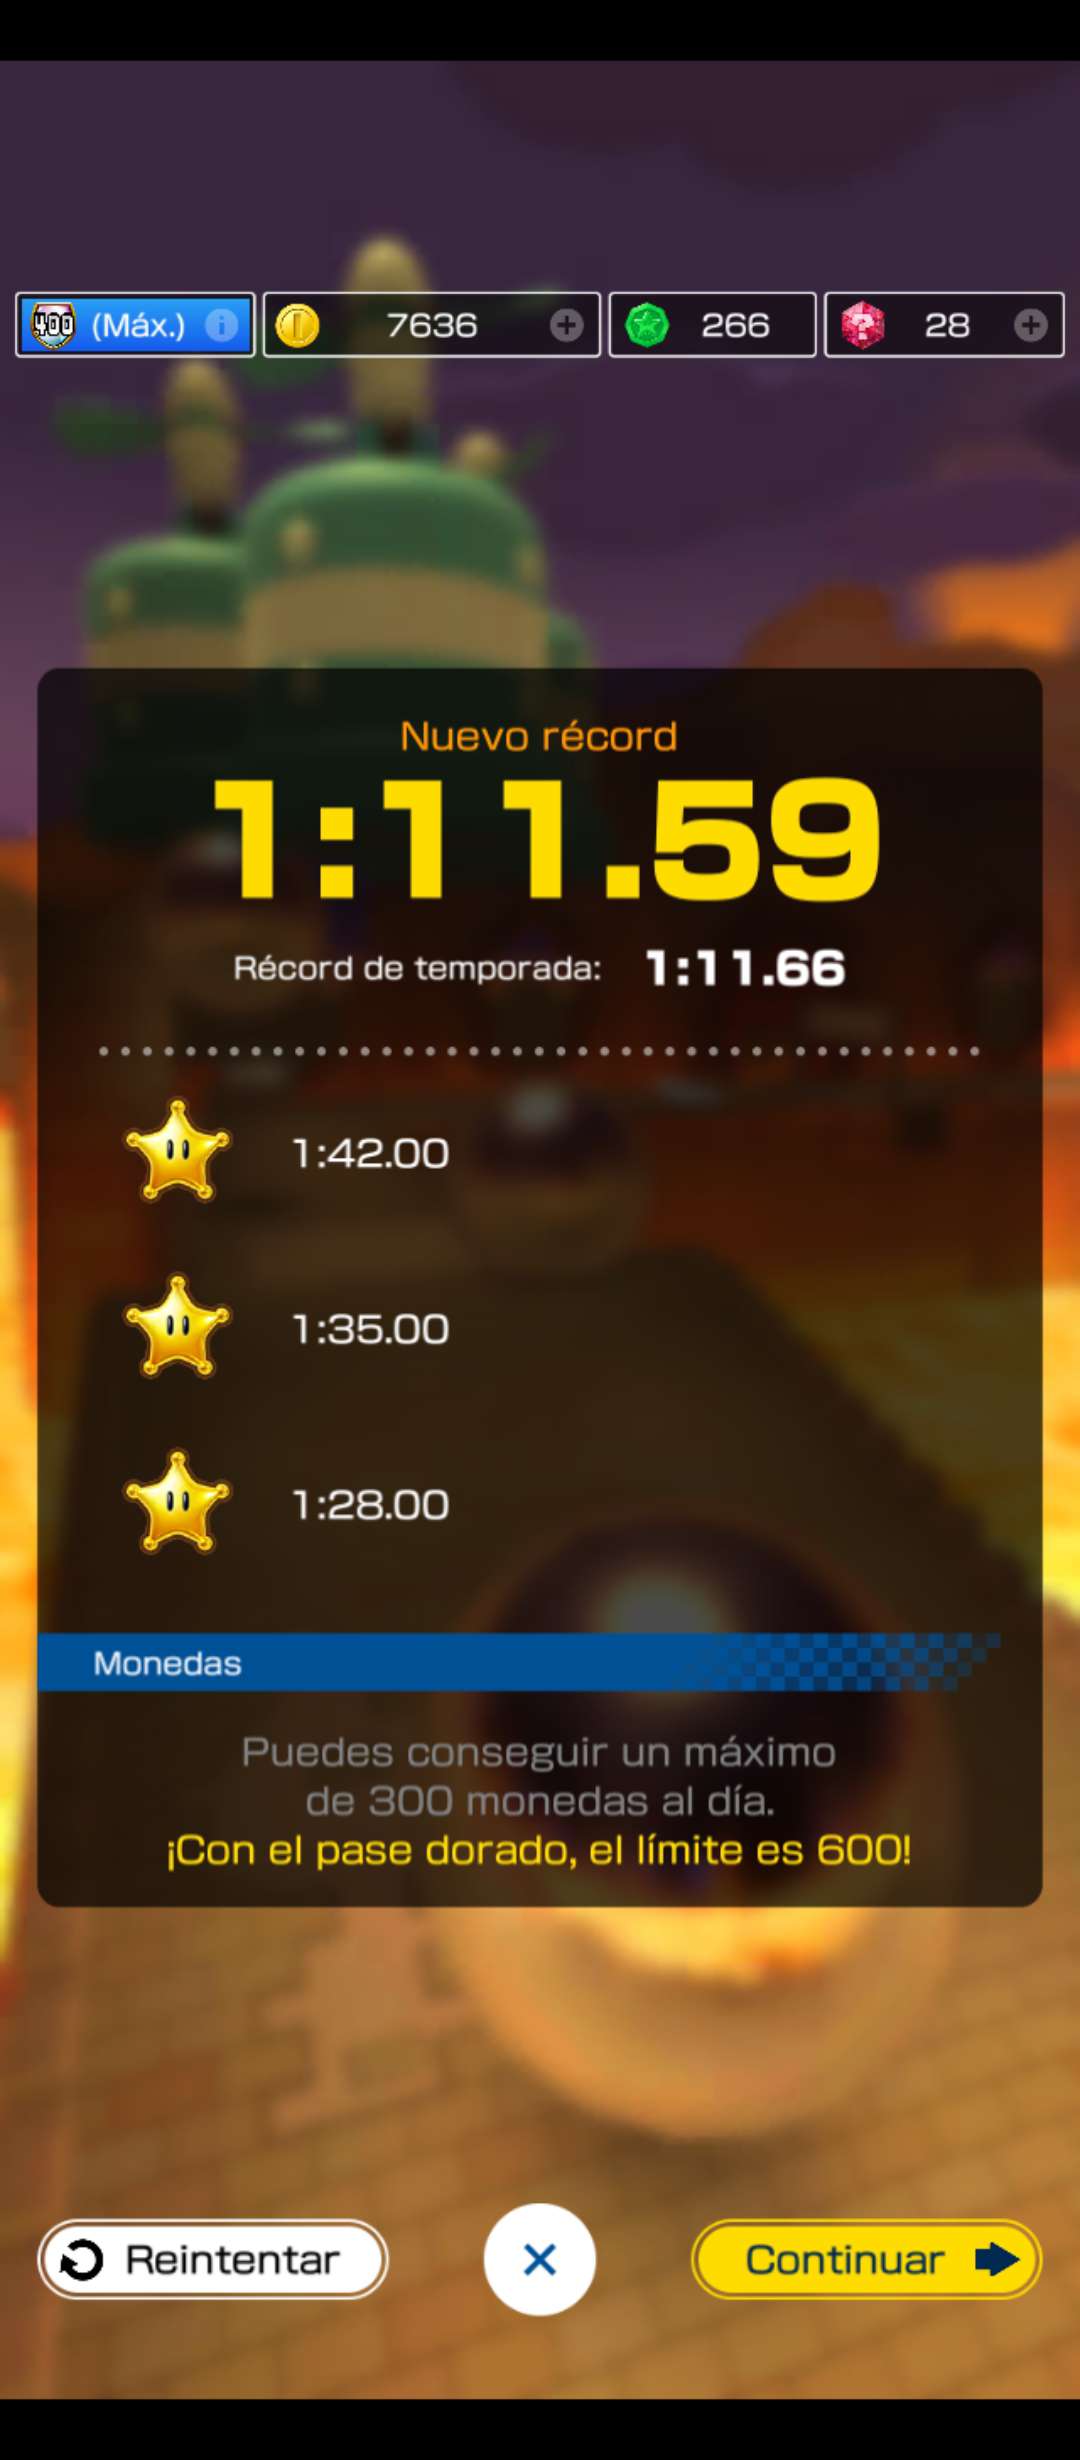 400 (Máx.) i 7636 + 266 ? 28 +
Nuevo récord
1:11.59
Récord de temporada: 1:11.66
1:42.00
1:35.00
1:28.00
Monedas
Puedes conseguir un máximo
de 300 monedas al día.
¡Con el pase dorado, el límite es 600!
Reintentar × Continuar